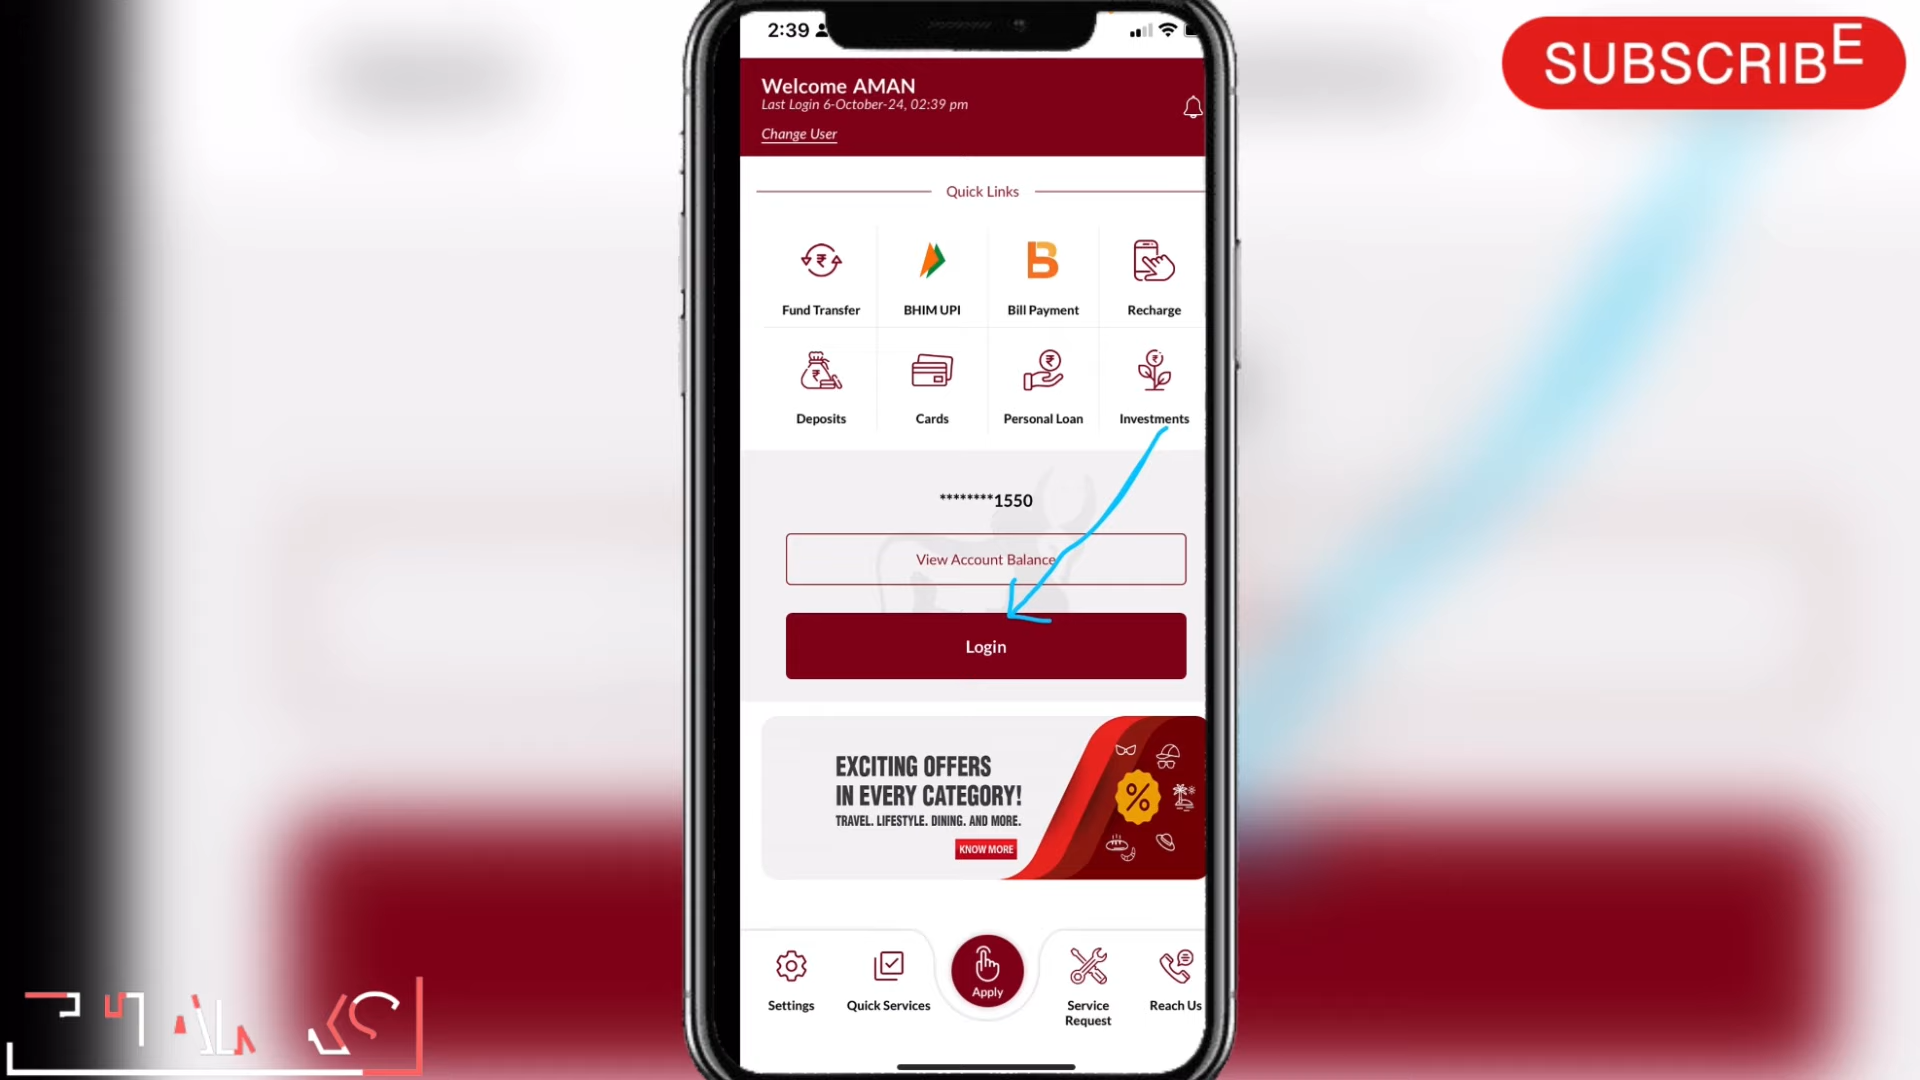 2:39
SUBSCRIBE
Welcome AMAN
Last Login 6-October-24, 02:39 pm
Change User
Quick Links
Fund Transfer
BHIM UPI
Bill Payment
Recharge
Deposits
Cards
Personal Loan
Investments
********1550
View Account Balance
Login
EXCITING OFFERS
IN EVERY CATEGORY!
TRAVEL. LIFESTYLE. DINING. AND MORE.
KNOW MORE
Settings
Quick Services
Apply
Service
Request
Reach Us